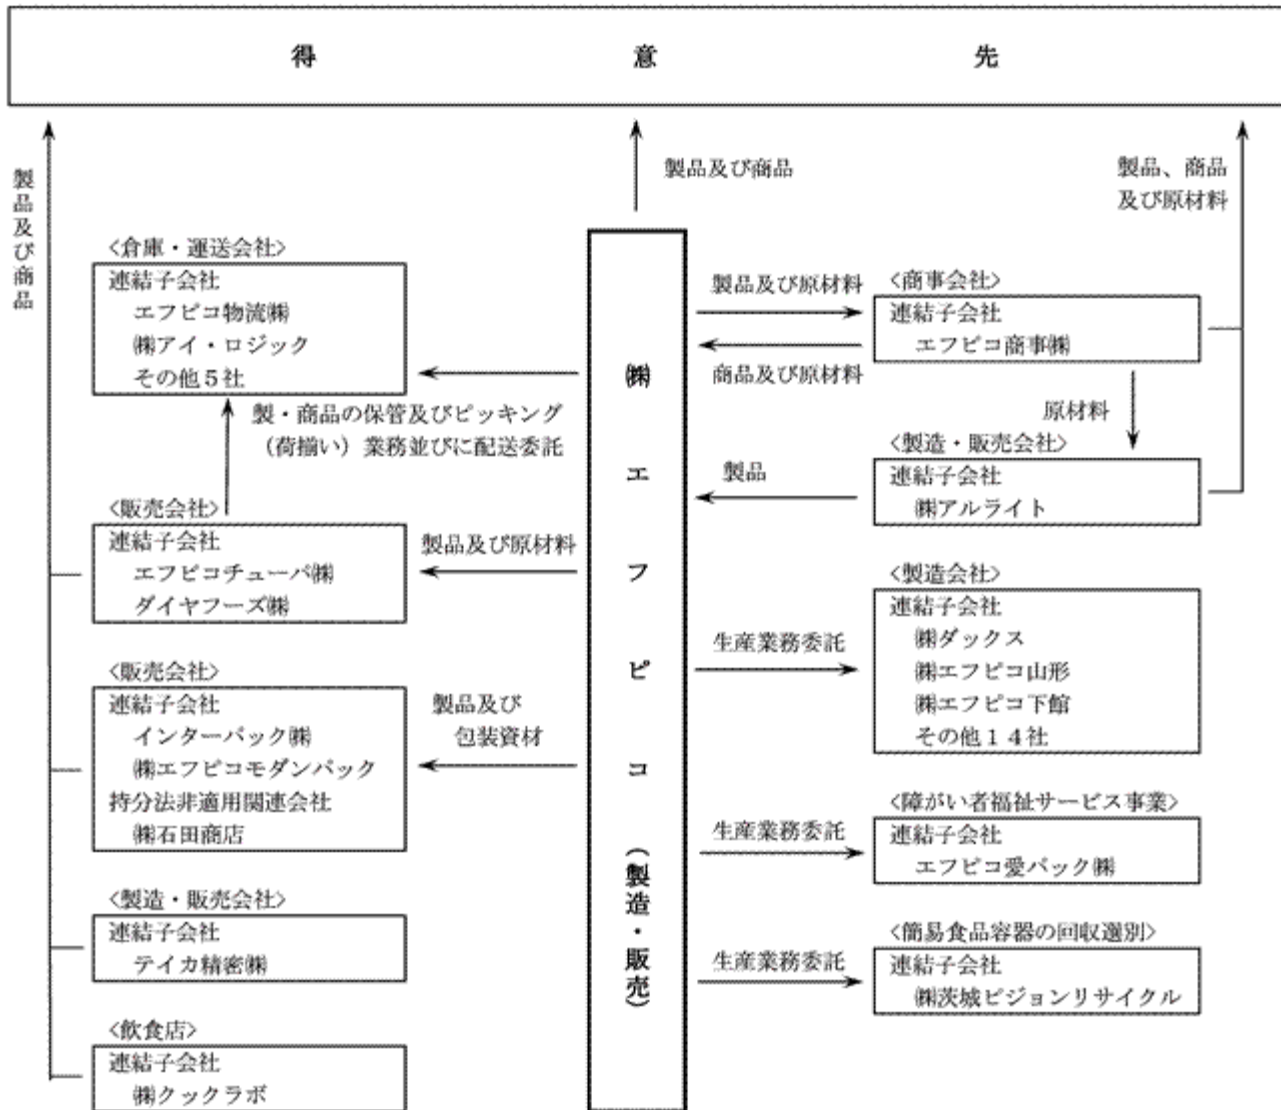 得意先
製品及び商品
製品及び商品
製品、商品
及び原材料
<倉庫・運送会社>
連結子会社
エフピコ物流㈱
㈱アイ・ロジック
その他5社
製・商品の保管及びピッキング
（荷揃い）業務並びに配送委託
<販売会社>
連結子会社
エフピコチューパ㈱
ダイヤフーズ㈱
製品及び原材料
<販売会社>
連結子会社
インターパック㈱
㈱エフピコモダンパック
持分法非適用関連会社
㈱石田商店
製品及び
包装資材
<製造・販売会社>
連結子会社
テイカ精密㈱
<飲食店>
連結子会社
㈱クックラボ
㈱エフピコ（製造・販売）
製品及び原材料
商品及び原材料
<商事会社>
連結子会社
エフピコ商事㈱
原材料
<製造・販売会社>
連結子会社
㈱アルライト
製品
<製造会社>
連結子会社
㈱ダックス
㈱エフピコ山形
㈱エフピコ下館
その他14社
生産業務委託
<障がい者福祉サービス事業>
連結子会社
エフピコ愛パック㈱
生産業務委託
<簡易食品容器の回収選別>
連結子会社
㈱茨城ピジョンリサイクル
生産業務委託